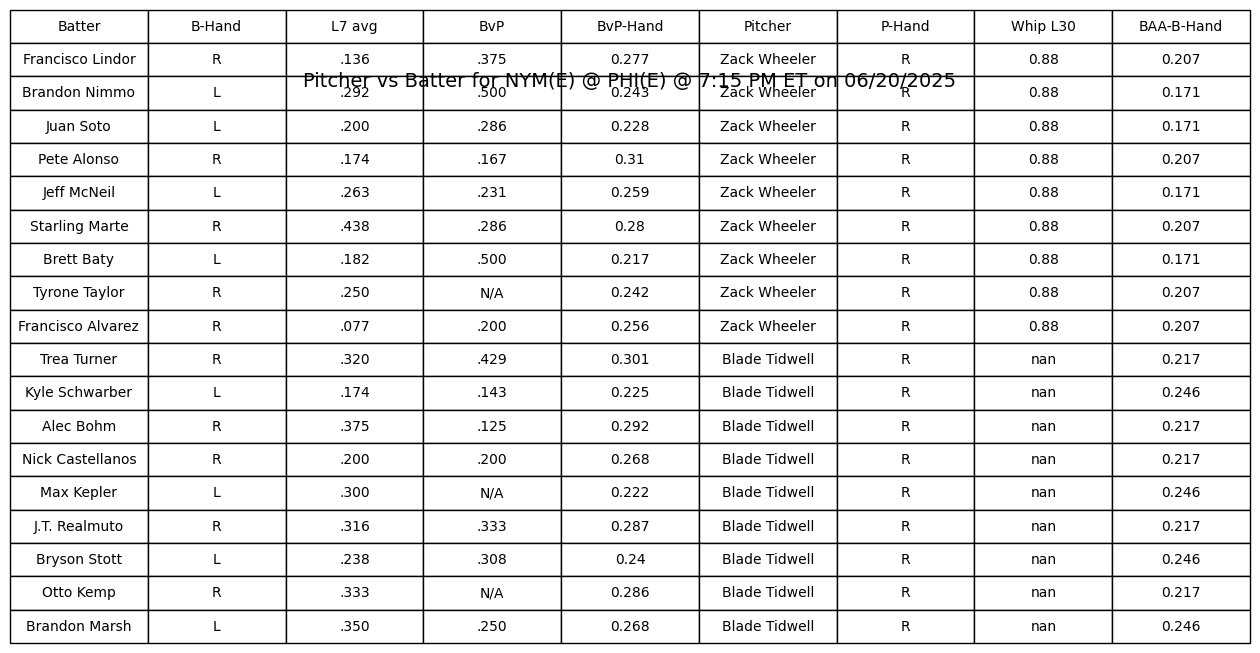 Batter B-Hand L7 avg BvP BvP-Hand Pitcher P-Hand Whip L30 BAA-B-Hand
Francisco Lindor R .136 .375 0.277 Zack Wheeler R 0.88 0.207
Pitcher vs Batter for NYM(E) @ PHI(E) @ 7:15 PM ET on 06/20/2025
Brandon Nimmo L .292 .500 0.243 Zack Wheeler R 0.88 0.171
Juan Soto L .200 .286 0.228 Zack Wheeler R 0.88 0.171
Pete Alonso R .174 .167 0.31 Zack Wheeler R 0.88 0.207
Jeff McNeil L .263 .231 0.259 Zack Wheeler R 0.88 0.171
Starling Marte R .438 .286 0.28 Zack Wheeler R 0.88 0.207
Brett Baty L .182 .500 0.217 Zack Wheeler R 0.88 0.171
Tyrone Taylor R .250 N/A 0.242 Zack Wheeler R 0.88 0.207
Francisco Alvarez R .077 .200 0.256 Zack Wheeler R 0.88 0.207
Trea Turner R .320 .429 0.301 Blade Tidwell R nan 0.217
Kyle Schwarber L .174 .143 0.225 Blade Tidwell R nan 0.246
Alec Bohm R .375 .125 0.292 Blade Tidwell R nan 0.217
Nick Castellanos R .200 .200 0.268 Blade Tidwell R nan 0.217
Max Kepler L .300 N/A 0.222 Blade Tidwell R nan 0.246
J.T. Realmuto R .316 .333 0.287 Blade Tidwell R nan 0.217
Bryson Stott L .238 .308 0.24 Blade Tidwell R nan 0.246
Otto Kemp R .333 N/A 0.286 Blade Tidwell R nan 0.217
Brandon Marsh L .350 .250 0.268 Blade Tidwell R nan 0.246